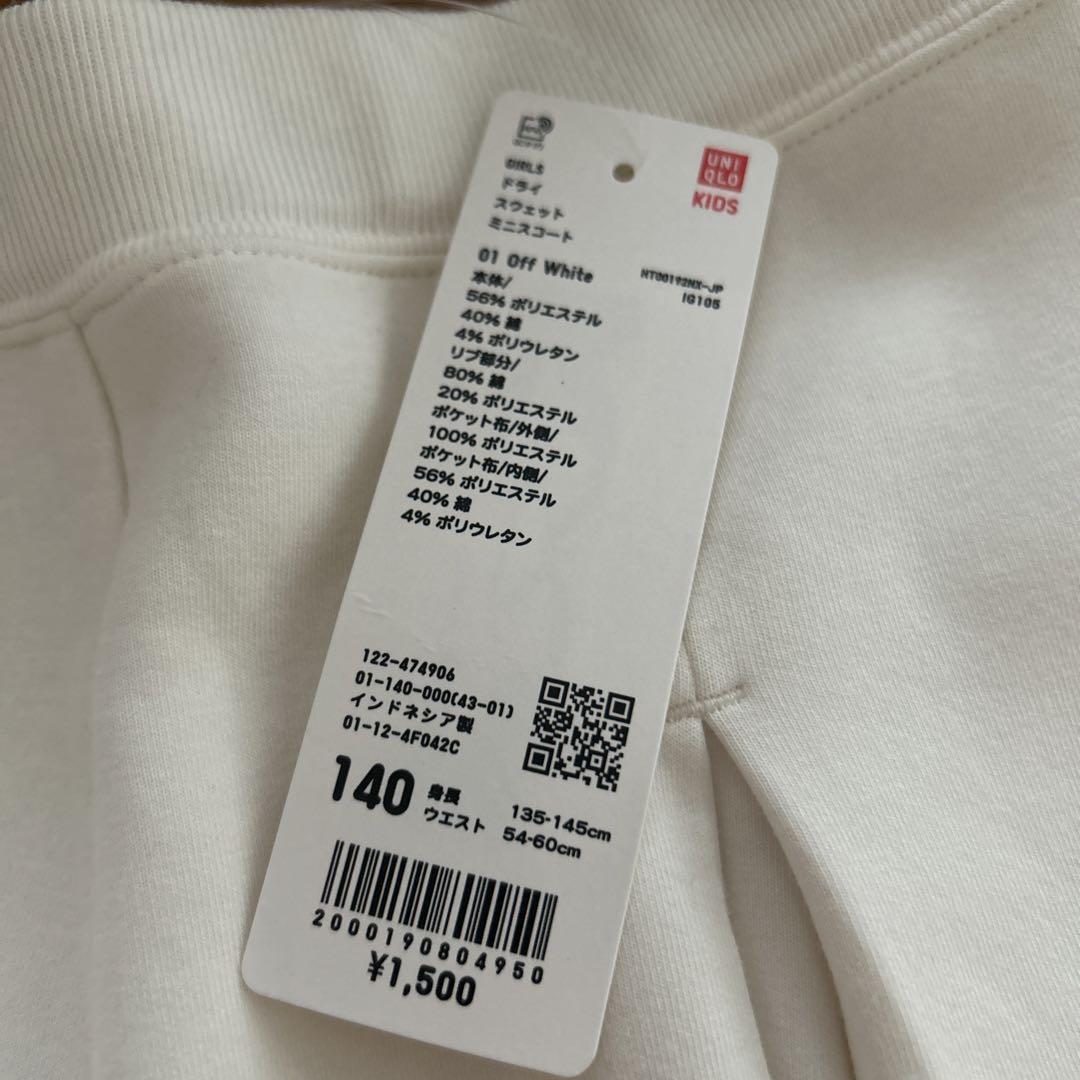 UNI
QLO
KIDS
GIRLS
ドライ
スウェット
ミニスコート
01 Off White
HT00192MX-JP
IG105
本体/
56% ポリエステル
40% 綿
4% ポリウレタン
リブ部分/
80% 綿
20% ポリエステル
ポケット布/外側/
100% ポリエステル
ポケット布/内側/
56% ポリエステル
40% 綿
4% ポリウレタン
122-474906
01-140-000(43-01)
インドネシア製
01-12-4F042C
140 身長 135-145cm
ウエスト 54-60cm
2000190804950
¥1,500